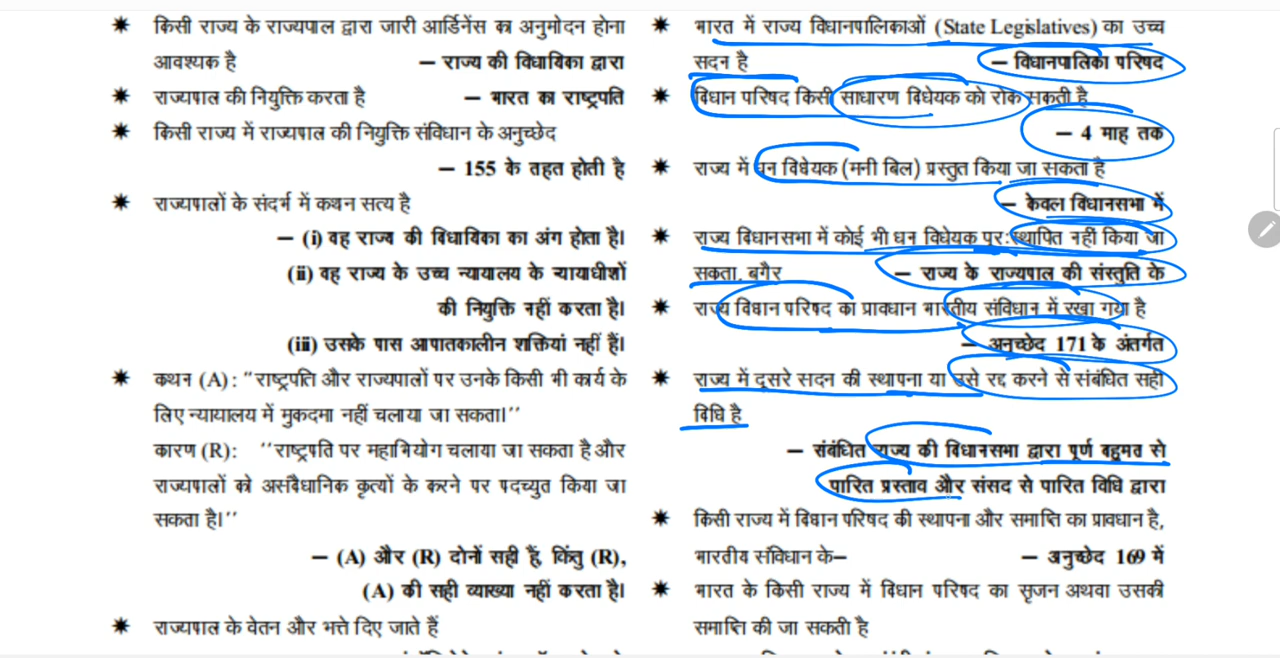 ✷ किसी राज्य के राज्यपाल द्वारा जारी आर्डिनेंस का अनुमोदन होना
आवश्यक है – राज्य की विधायिका द्वारा
✷ राज्यपाल की नियुक्ति करता है – भारत का राष्ट्रपति
✷ किसी राज्य में राज्यपाल की नियुक्ति संविधान के अनुच्छेद
– 155 के तहत होती है
✷ राज्यपालों के संदर्भ में कथन सत्य है
– (i) वह राज्य की विधायिका का अंग होता है।
(ii) वह राज्य के उच्च न्यायालय के न्यायाधीशों
की नियुक्ति नहीं करता है।
(iii) उसके पास आपातकालीन शक्तियां नहीं हैं।
✷ कथन (A) : "राष्ट्रपति और राज्यपालों पर उनके किसी भी कार्य के
लिए न्यायालय में मुकदमा नहीं चलाया जा सकता।''
कारण (R): ''राष्ट्रपति पर महाभियोग चलाया जा सकता है और
राज्यपालों को असंवैधानिक कृत्यों के करने पर पदच्युत किया जा
सकता है।''
– (A) और (R) दोनों सही हैं, किंतु (R),
(A) की सही व्याख्या नहीं करता है।
✷ राज्यपाल के वेतन और भत्ते दिए जाते हैं
✷ भारत में राज्य विधानपालिकाओं (State Legislatives) का उच्च
सदन है – विधानपालिका परिषद
✷ विधान परिषद किसी साधारण विधेयक को रोक सकती है
– 4 माह तक
✷ राज्य में धन विधेयक (मनी बिल) प्रस्तुत किया जा सकता है
– केवल विधानसभा में
✷ राज्य विधानसभा में कोई भी धन विधेयक पुर:स्थापित नहीं किया जा
सकता, बगैर – राज्य के राज्यपाल की संस्तुति के
✷ राज्य विधान परिषद का प्रावधान भारतीय संविधान में रखा गया है
– अनुच्छेद 171 के अंतर्गत
✷ राज्य में दूसरे सदन की स्थापना या उसे रद्द करने से संबंधित सही
विधि है
– संबंधित राज्य की विधानसभा द्वारा पूर्ण बहुमत से
पारित प्रस्ताव और संसद से पारित विधि द्वारा
✷ किसी राज्य में विधान परिषद की स्थापना और समाप्ति का प्रावधान है,
भारतीय संविधान के– – अनुच्छेद 169 में
✷ भारत के किसी राज्य में विधान परिषद का सृजन अथवा उसकी
समाप्ति की जा सकती है